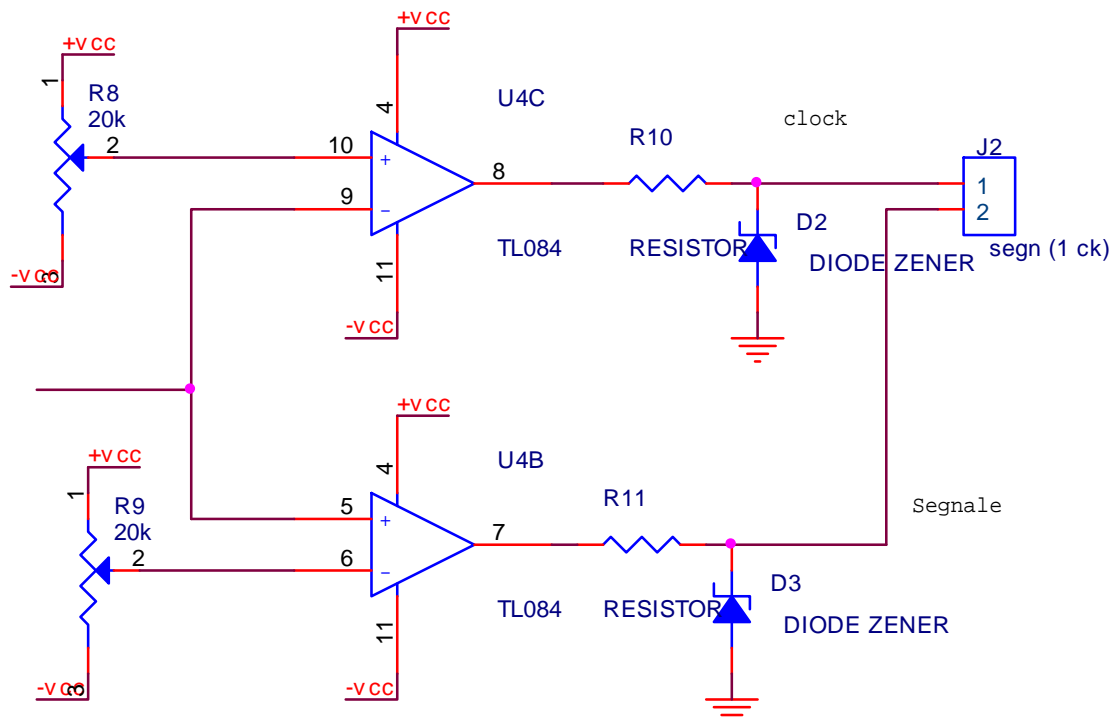 +VCC
+VCC
1
R8
20k
2
4
U4C
clock
R10
J2
10
+
8
1
9
-
2
D2
TL084
RESISTOR
segn (1 ck)
DIODE ZENER
-VCC
3
11
-VCC
+VCC
+VCC
4
U4B
1
R9
20k
R11
Segnale
5
+
7
2
6
-
D3
TL084
RESISTOR
DIODE ZENER
11
-VCC
3
-VCC